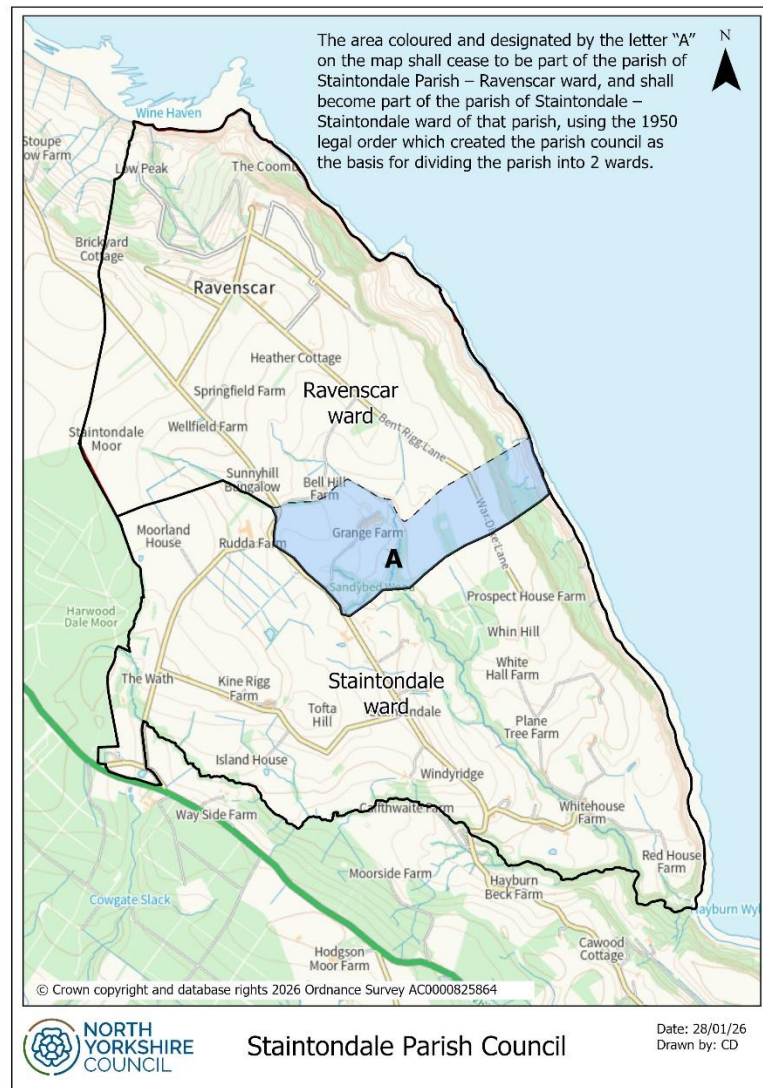 The area coloured and designated by the letter “A”
on the map shall cease to be part of the parish of
Staintondale Parish – Ravenscar ward, and shall
become part of the parish of Staintondale –
Staintondale ward of that parish, using the 1950
legal order which created the parish council as
the basis for dividing the parish into 2 wards.
N
Wine Haven
Stoupe
Low Peak
The Coomb
Brickyard
Cottage
Ravenscar
Heather Cottage
Springfield Farm
Ravenscar
ward
Wellfield Farm
Bent Rigg Lane
Staintondale
Moor
Sunnyhill
Bungalow
Bell Hill
Farm
Moorland
House
Rudda Farm
Grange Farm
War Dike Lane
A
Sandybed Wood
Harwood
Dale Moor
Prospect House Farm
Whin Hill
White
Hall Farm
The Wath
Kine Rigg
Farm
Staintondale
ward
Tofta
Hill
Plane
Tree Farm
Island House
Windyridge
Way Side Farm
Whitehouse
Farm
Red House
Farm
Moorside Farm
Hayburn
Beck Farm
Cowgate Slack
Cawood
Cottage
Hodgson
Moor Farm
© Crown copyright and database rights 2026 Ordnance Survey AC0000825864
NORTH
YORKSHIRE
COUNCIL
Staintondale Parish Council
Date: 28/01/26
Drawn by: CD